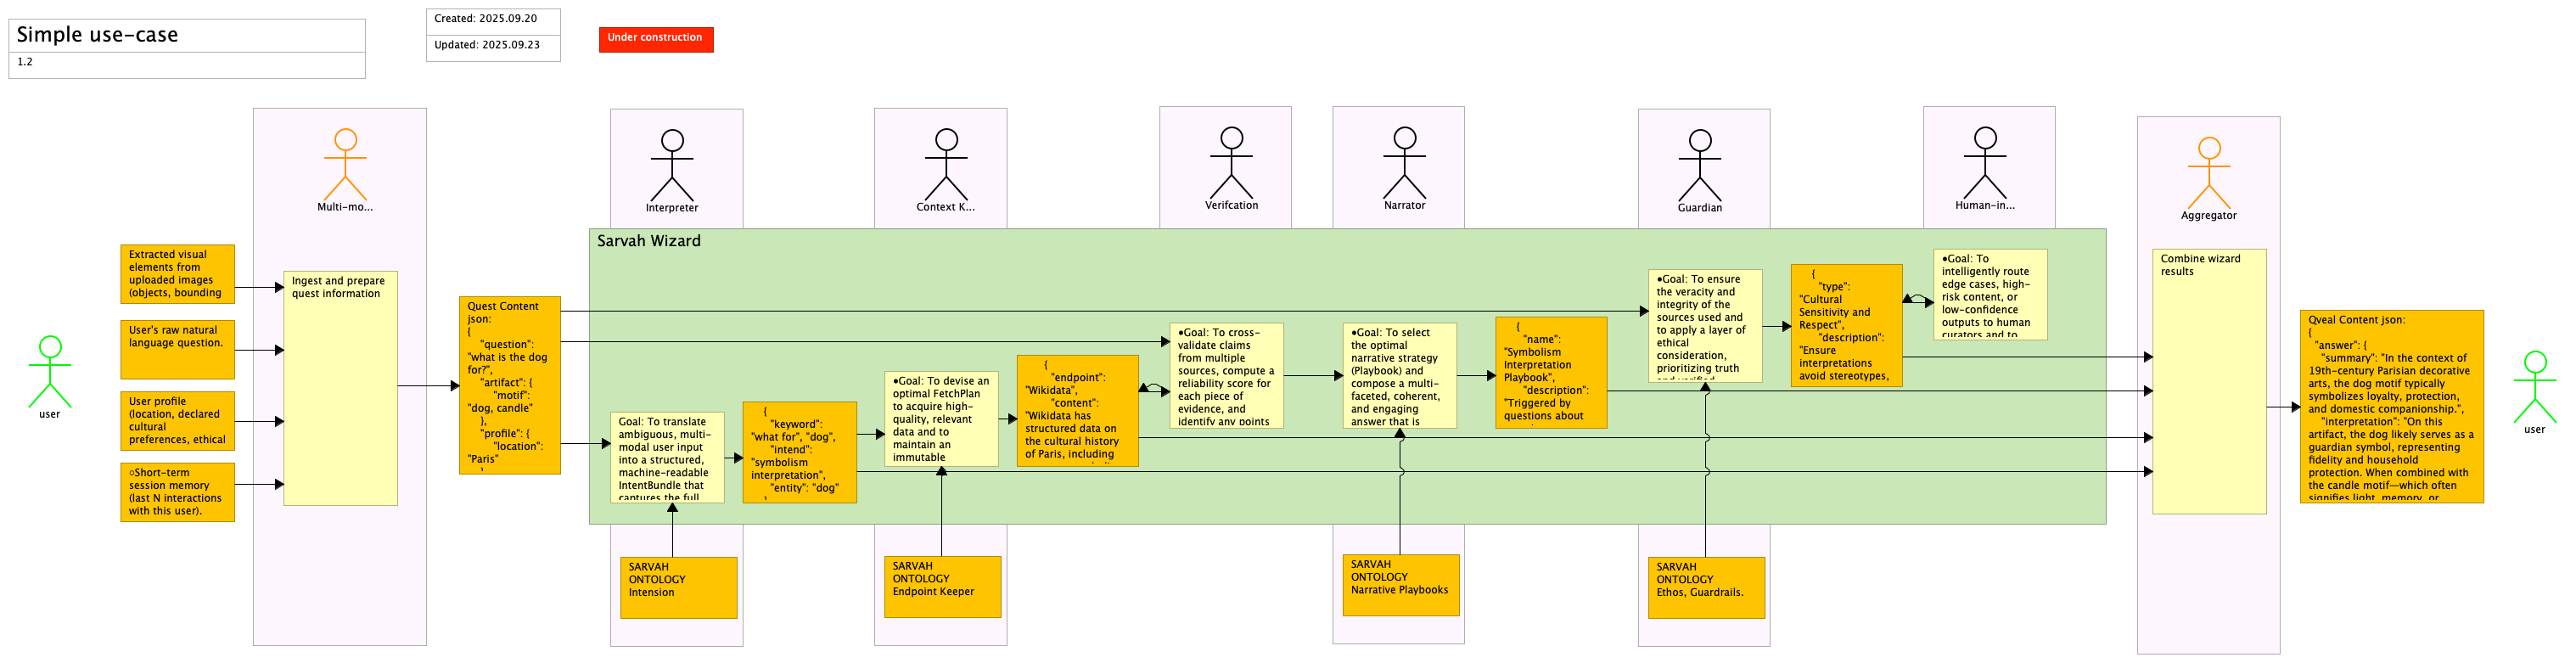 Simple use-case
1.2
Created: 2025.09.20
Updated: 2025.09.23
Under construction
Multi-mo...
Interpreter
Context K...
Verifcation
Narrator
Guardian
Human-in...
Aggregator
user
Extracted visual
elements from
uploaded images
(objects, bounding
User's raw natural
language question.
User profile
(location, declared
cultural
preferences, ethical
○Short-term
session memory
(last N interactions
with this user).
Ingest and prepare
quest information
Quest Content
json:
{
"question":
"what is the dog
for?",
"artifact": {
"motif":
"dog, candle"
},
"profile": {
"location":
"Paris"
Sarvah Wizard
Goal: To translate
ambiguous, multi-
modal user input
into a structured,
machine-readable
IntentBundle that
captures the full
{
"keyword":
"what for", "dog",
"intend":
"symbolism
interpretation",
"entity": "dog"
●Goal: To devise an
optimal FetchPlan
to acquire high-
quality, relevant
data and to
maintain an
immutable
{
"endpoint":
"Wikidata",
"content":
"Wikidata has
structured data on
the cultural history
of Paris, including
●Goal: To cross-
validate claims
from multiple
sources, compute a
reliability score for
each piece of
evidence, and
identify any points
●Goal: To select
the optimal
narrative strategy
(Playbook) and
compose a multi-
faceted, coherent,
and engaging
answer that is
{
"name":
"Symbolism
Interpretation
Playbook",
"description":
"Triggered by
questions about
●Goal: To ensure
the veracity and
integrity of the
sources used and
to apply a layer of
ethical
consideration,
prioritizing truth
and verified
{
"type":
"Cultural
Sensitivity and
Respect",
"description":
"Ensure
interpretations
avoid stereotypes,
●Goal: To
intelligently route
edge cases, high-
risk content, or
low-confidence
outputs to human
curators and to
Combine wizard
results
Qveal Content json:
{
"answer": {
"summary": "In the context of
19th-century Parisian decorative
arts, the dog motif typically
symbolizes loyalty, protection,
and domestic companionship.",
"interpretation": "On this
artifact, the dog likely serves as a
guardian symbol, representing
fidelity and household
protection. When combined with
the candle motif—which often
signifies light, memory, or
user
SARVAH
ONTOLOGY
Intension
SARVAH
ONTOLOGY
Endpoint Keeper
SARVAH
ONTOLOGY
Narrative Playbooks
SARVAH
ONTOLOGY
Ethos, Guardrails.